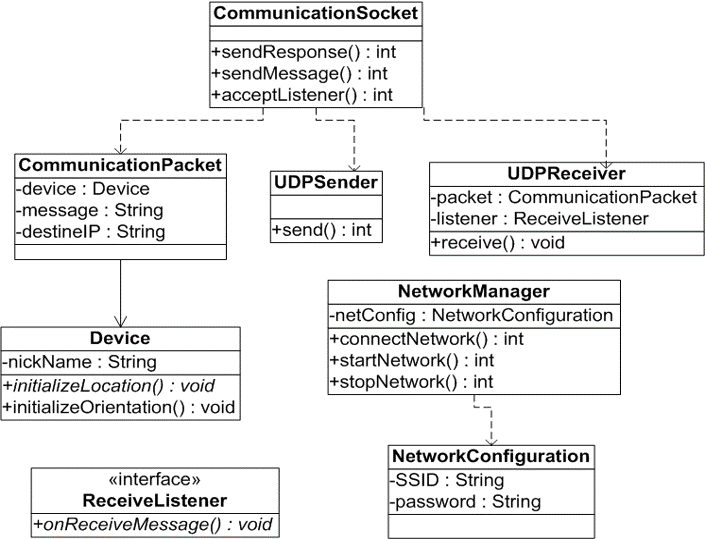 CommunicationSocket
+sendResponse() : int
+sendMessage() : int
+acceptListener() : int
CommunicationPacket
-device : Device
-message : String
-destineIP : String
UDPSender
+send() : int
UDPReceiver
-packet : CommunicationPacket
-listener : ReceiveListener
+receive() : void
NetworkManager
-netConfig : NetworkConfiguration
+connectNetwork() : int
+startNetwork() : int
+stopNetwork() : int
Device
-nickName : String
+initializeLocation() : void
+initializeOrientation() : void
NetworkConfiguration
-SSID : String
-password : String
«interface»
ReceiveListener
+onReceiveMessage() : void